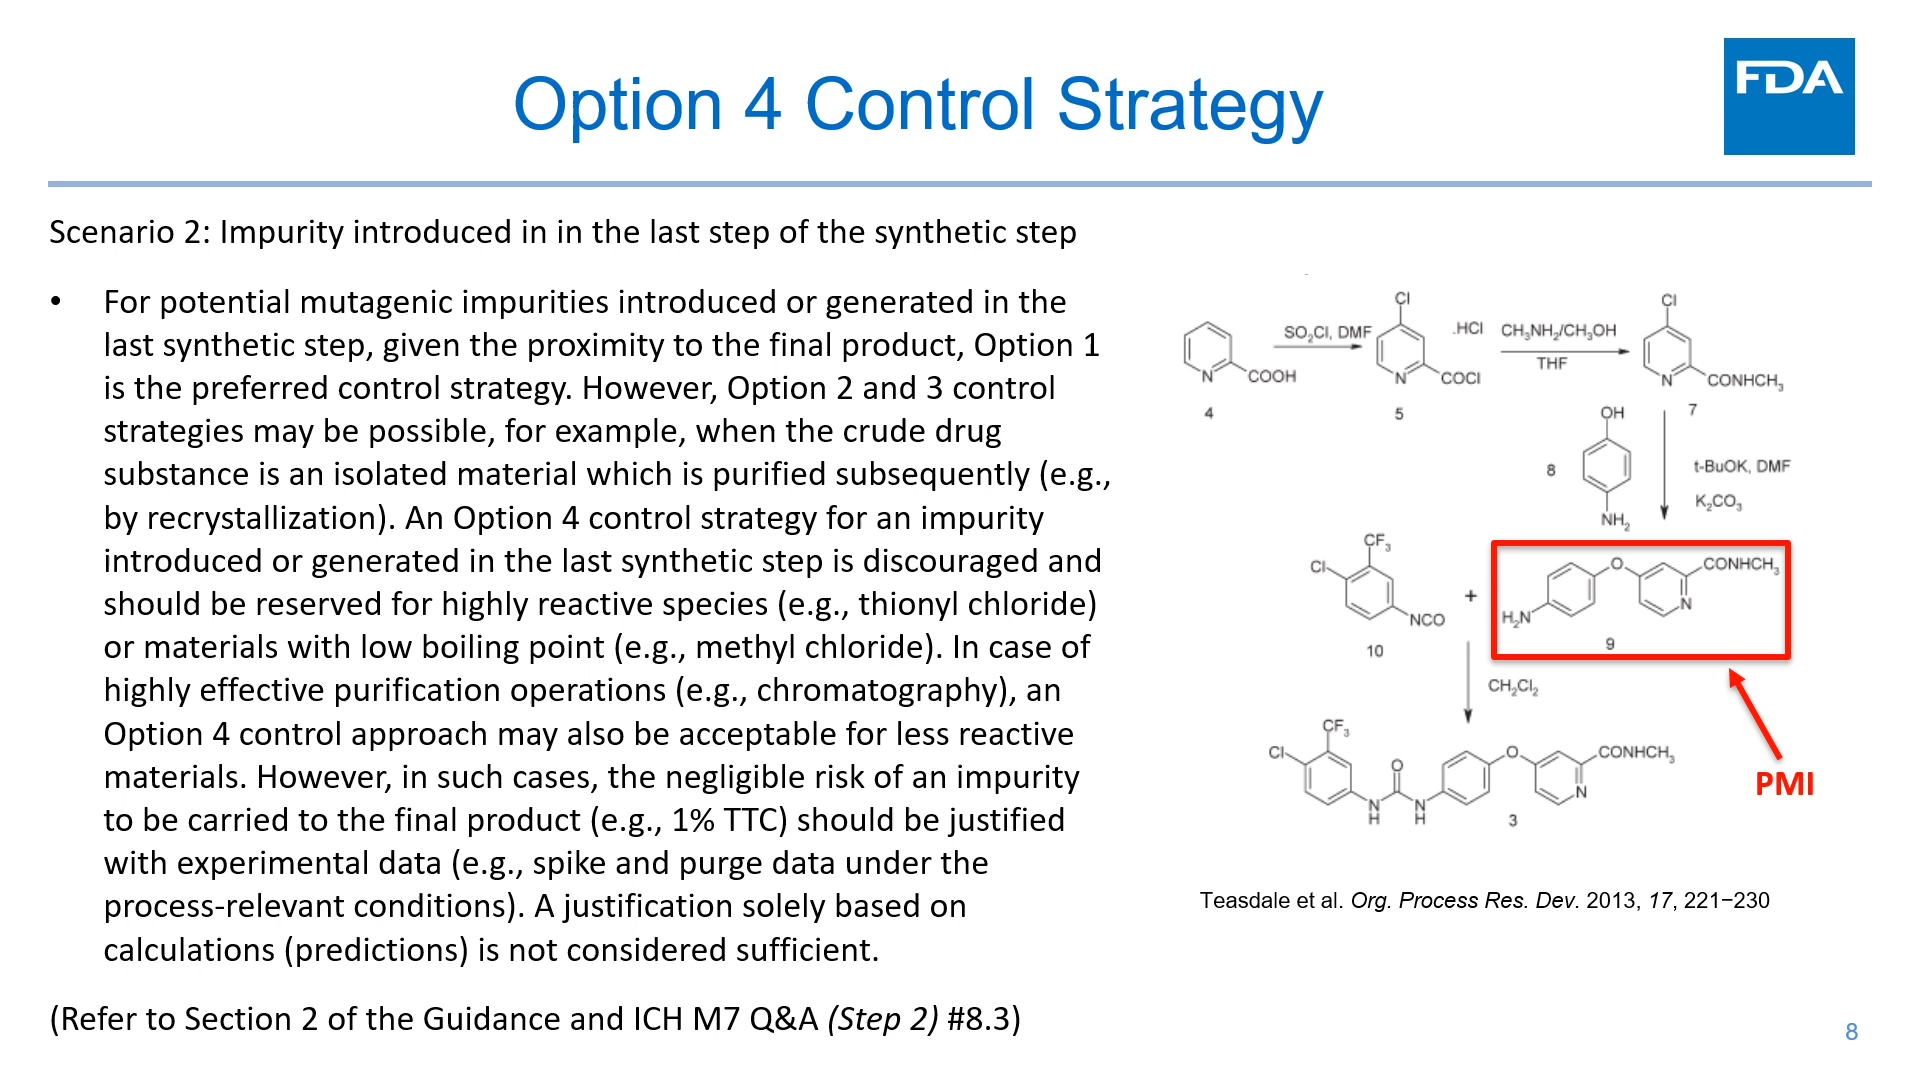 Option 4 Control Strategy
FDA
Scenario 2: Impurity introduced in in the last step of the synthetic step
• For potential mutagenic impurities introduced or generated in the
last synthetic step, given the proximity to the final product, Option 1
is the preferred control strategy. However, Option 2 and 3 control
strategies may be possible, for example, when the crude drug
substance is an isolated material which is purified subsequently (e.g.,
by recrystallization). An Option 4 control strategy for an impurity
introduced or generated in the last synthetic step is discouraged and
should be reserved for highly reactive species (e.g., thionyl chloride)
or materials with low boiling point (e.g., methyl chloride). In case of
highly effective purification operations (e.g., chromatography), an
Option 4 control approach may also be acceptable for less reactive
materials. However, in such cases, the negligible risk of an impurity
to be carried to the final product (e.g., 1% TTC) should be justified
with experimental data (e.g., spike and purge data under the
process-relevant conditions). A justification solely based on
calculations (predictions) is not considered sufficient.
(Refer to Section 2 of the Guidance and ICH M7 Q&A (Step 2) #8.3)
N
COOH
4
SO₂Cl, DMF
Cl
N
COCl
.HCl
5
CH₃NH₂/CH₃OH
THF
Cl
N
CONHCH₃
7
OH
8
NH₂
t-BuOK, DMF
K₂CO₃
CF₃
Cl
NCO
10
+
H₂N
O
CONHCH₃
N
9
CH₂Cl₂
PMI
CF₃
Cl
O
N
H
N
H
O
CONHCH₃
N
3
Teasdale et al. Org. Process Res. Dev. 2013, 17, 221−230
8